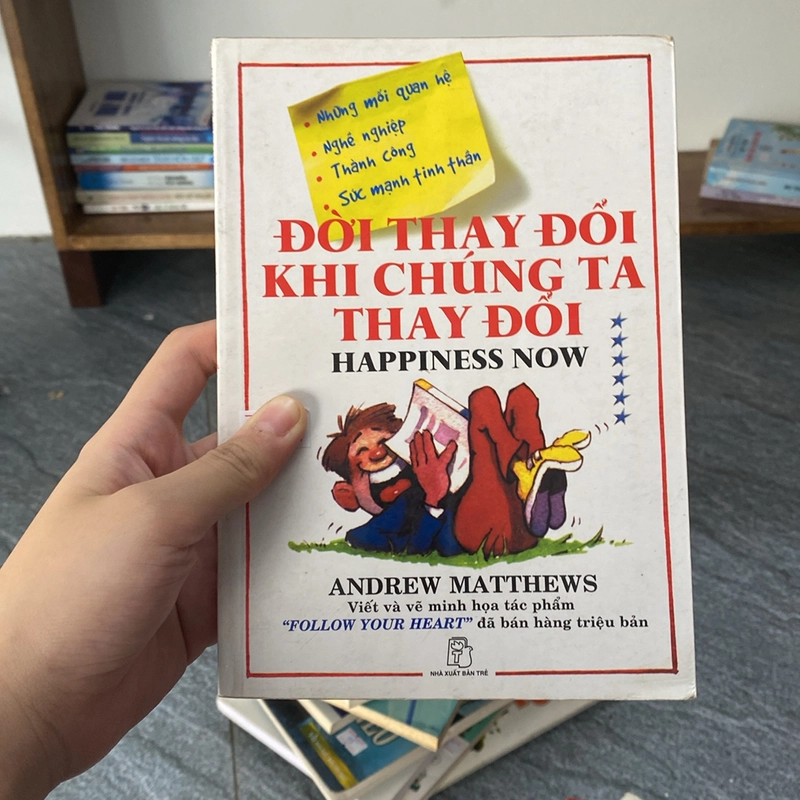 • Những mối quan hệ
• Nghề nghiệp
• Thành công
• Sức mạnh tinh thần
ĐỜI THAY ĐỔI
KHI CHÚNG TA
THAY ĐỔI
HAPPINESS NOW
ANDREW MATTHEWS
Viết và vẽ minh họa tác phẩm
“FOLLOW YOUR HEART” đã bán hàng triệu bản
NHÀ XUẤT BẢN TRẺ